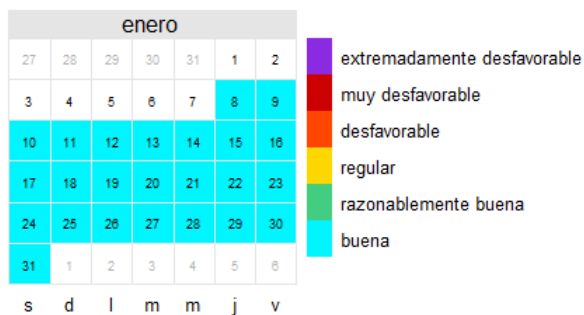 enero
27 28 29 30 31 1 2
3 4 5 6 7 8 9
10 11 12 13 14 15 16
17 18 19 20 21 22 23
24 25 26 27 28 29 30
31 1 2 3 4 5 6
s d l m m j v
extremadamente desfavorable
muy desfavorable
desfavorable
regular
razonablemente buena
buena